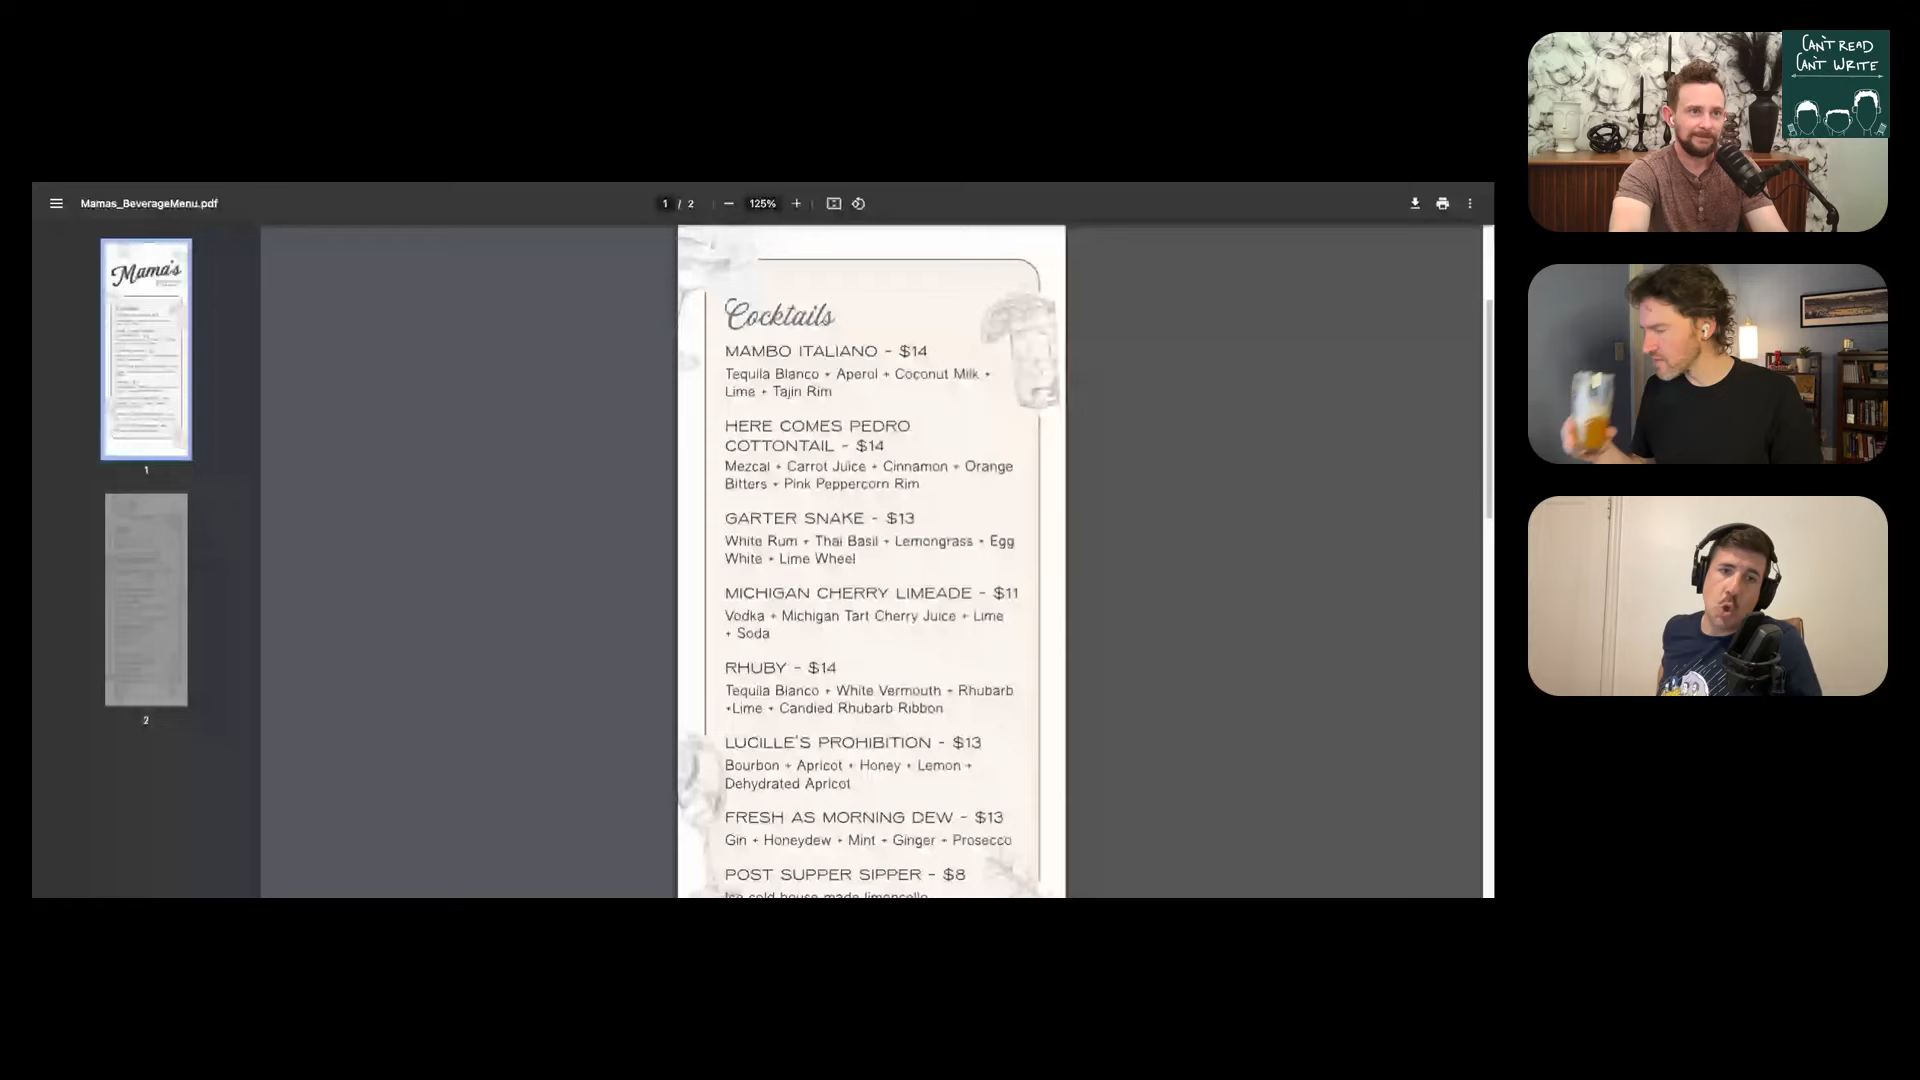 CAN'T READ
CAN'T WRITE
Mamas_BeverageMenu.pdf
1 / 2
125%
Mama's
1
2
Cocktails
MAMBO ITALIANO - $14
Tequila Blanco + Aperol + Coconut Milk +
Lime + Tajin Rim
HERE COMES PEDRO
COTTONTAIL - $14
Mezcal + Carrot Juice + Cinnamon + Orange
Bitters + Pink Peppercorn Rim
GARTER SNAKE - $13
White Rum + Thai Basil + Lemongrass + Egg
White + Lime Wheel
MICHIGAN CHERRY LIMEADE - $11
Vodka + Michigan Tart Cherry Juice + Lime
+ Soda
RHUBY - $14
Tequila Blanco + White Vermouth + Rhubarb
+Lime + Candied Rhubarb Ribbon
LUCILLE'S PROHIBITION - $13
Bourbon + Apricot + Honey + Lemon +
Dehydrated Apricot
FRESH AS MORNING DEW - $13
Gin + Honeydew + Mint + Ginger + Prosecco
POST SUPPER SIPPER - $8
Ice cold house made limoncello